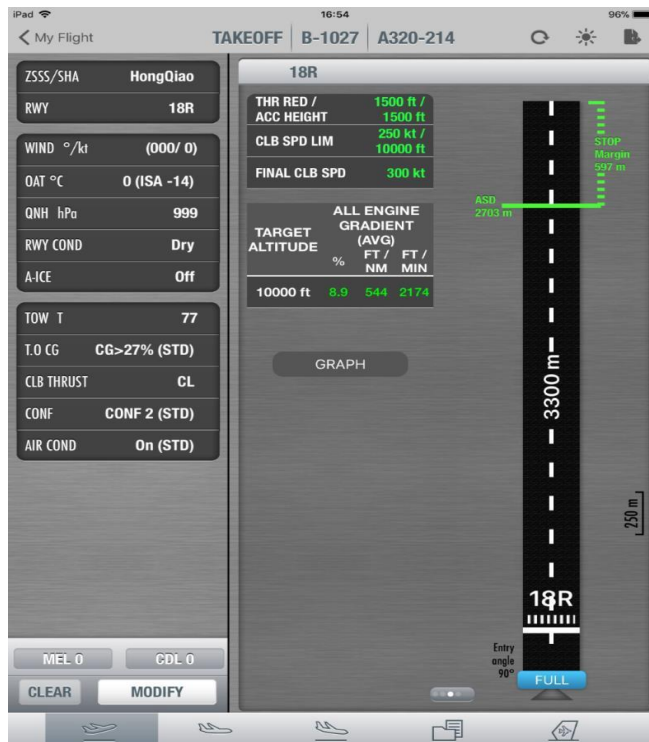 iPad 16:54 96%
My Flight TAKEOFF B-1027 A320-214
ZSSS/SHA HongQiao
RWY 18R
WIND °/kt (000/ 0)
OAT °C 0 (ISA -14)
QNH hPa 999
RWY COND Dry
A-ICE Off
TOW T 77
T.O CG CG>27% (STD)
CLB THRUST CL
CONF CONF 2 (STD)
AIR COND On (STD)
MEL 0 CDL 0
CLEAR MODIFY
18R
THR RED / 1500 ft /
ACC HEIGHT 1500 ft
CLB SPD LIM 250 kt /
10000 ft
FINAL CLB SPD 300 kt
TARGET
ALTITUDE
ALL ENGINE
GRADIENT
(AVG)
% FT / FT /
NM MIN
10000 ft 8.9 544 2174
GRAPH
STOP
Margin
597 m
ASD
2703 m
3300 m
250 m
18R
Entry
angle
90°
FULL